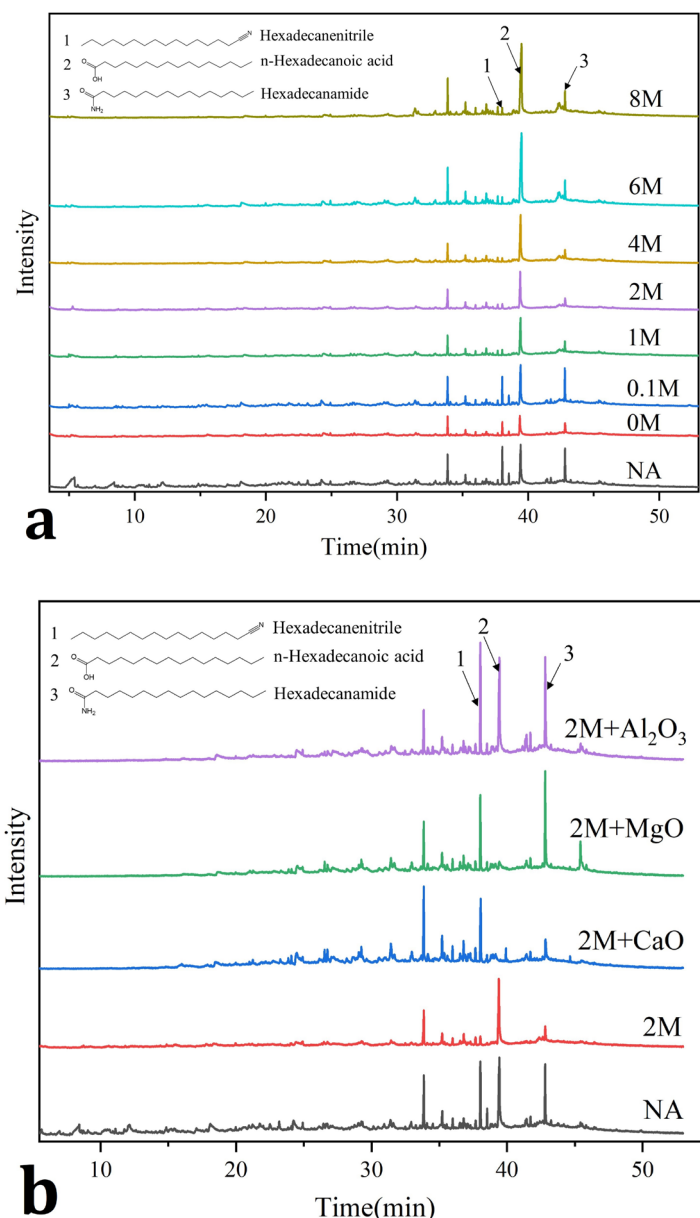 1 N Hexadecanenitrile
2 O OH n-Hexadecanoic acid
3 O NH₂ Hexadecanamide
1 2 3
8M
6M
4M
2M
1M
0.1M
0M
NA
Intensity
10 20 30 40 50
Time(min)
a
1 N Hexadecanenitrile
2 O OH n-Hexadecanoic acid
3 O NH₂ Hexadecanamide
1 2 3
2M+Al₂O₃
2M+MgO
2M+CaO
2M
NA
Intensity
10 20 30 40 50
Time(min)
b